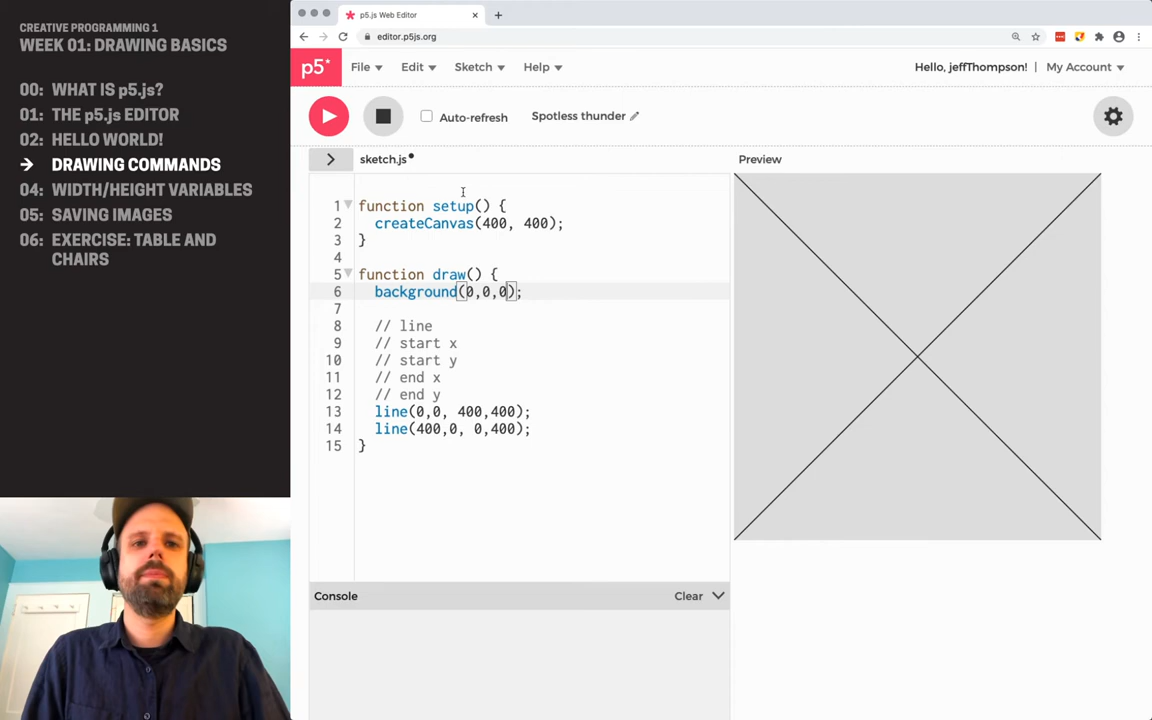 CREATIVE PROGRAMMING 1
WEEK 01: DRAWING BASICS
00: WHAT IS p5.js?
01: THE p5.js EDITOR
02: HELLO WORLD!
→ DRAWING COMMANDS
04: WIDTH/HEIGHT VARIABLES
05: SAVING IMAGES
06: EXERCISE: TABLE AND
CHAIRS
p5.js Web Editor
editor.p5js.org
p5* File Edit Sketch Help Hello, jeffThompson! My Account
Auto-refresh Spotless thunder
sketch.js
Preview
1 function setup() {
2 createCanvas(400, 400);
3 }
4
5 function draw() {
6 background(0,0,0);
7
8 // line
9 // start x
10 // start y
11 // end x
12 // end y
13 line(0,0, 400,400);
14 line(400,0, 0,400);
15 }
Console Clear